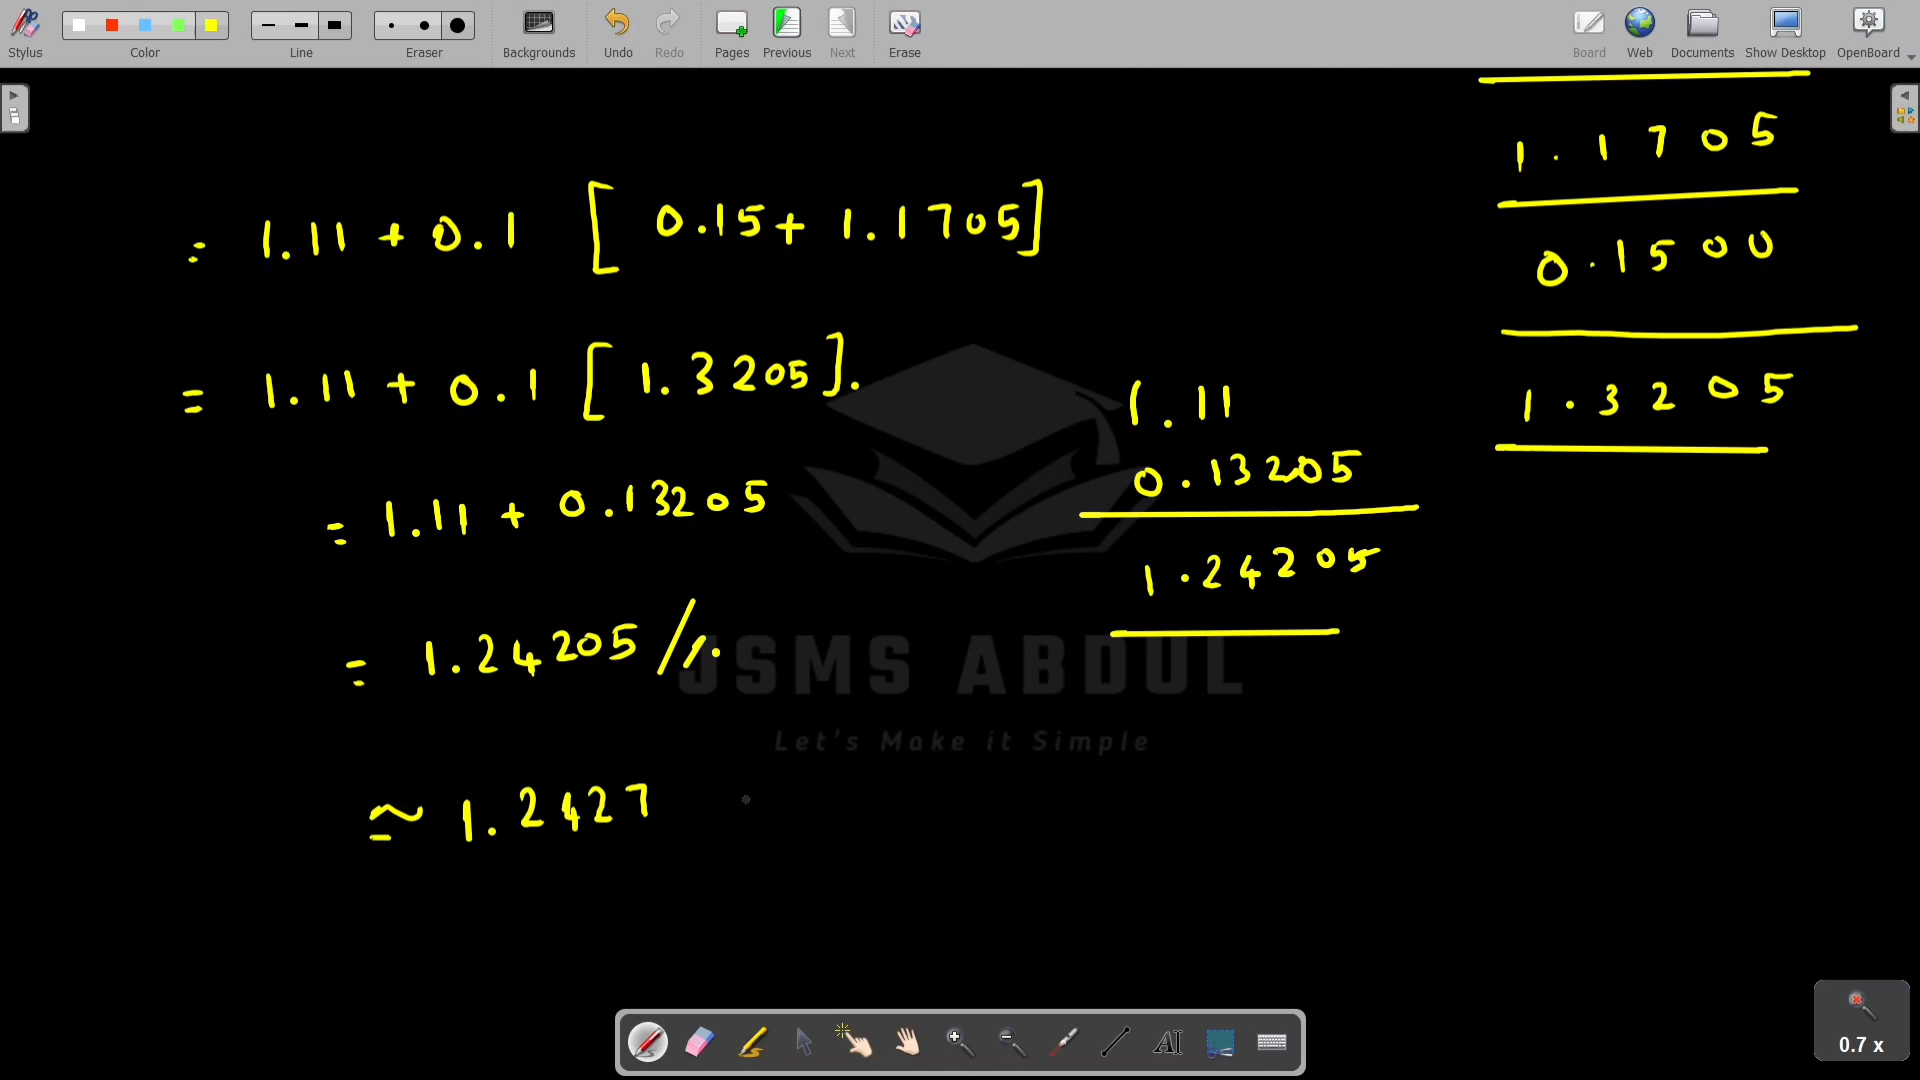 Stylus Color Line Eraser Backgrounds Undo Redo Pages Previous Next Erase Board Web Documents Show Desktop OpenBoard
1.1705
= 1.11 + 0.1 [ 0.15 + 1.1705]
0.1500
= 1.11 + 0.1 [ 1.3205].
1.3205
1.11
0.13205
= 1.11 + 0.13205
1.24205
= 1.24205 //.
JSMS ABDUL
Let's Make it Simple
≃ 1.2427
AI
0.7 x